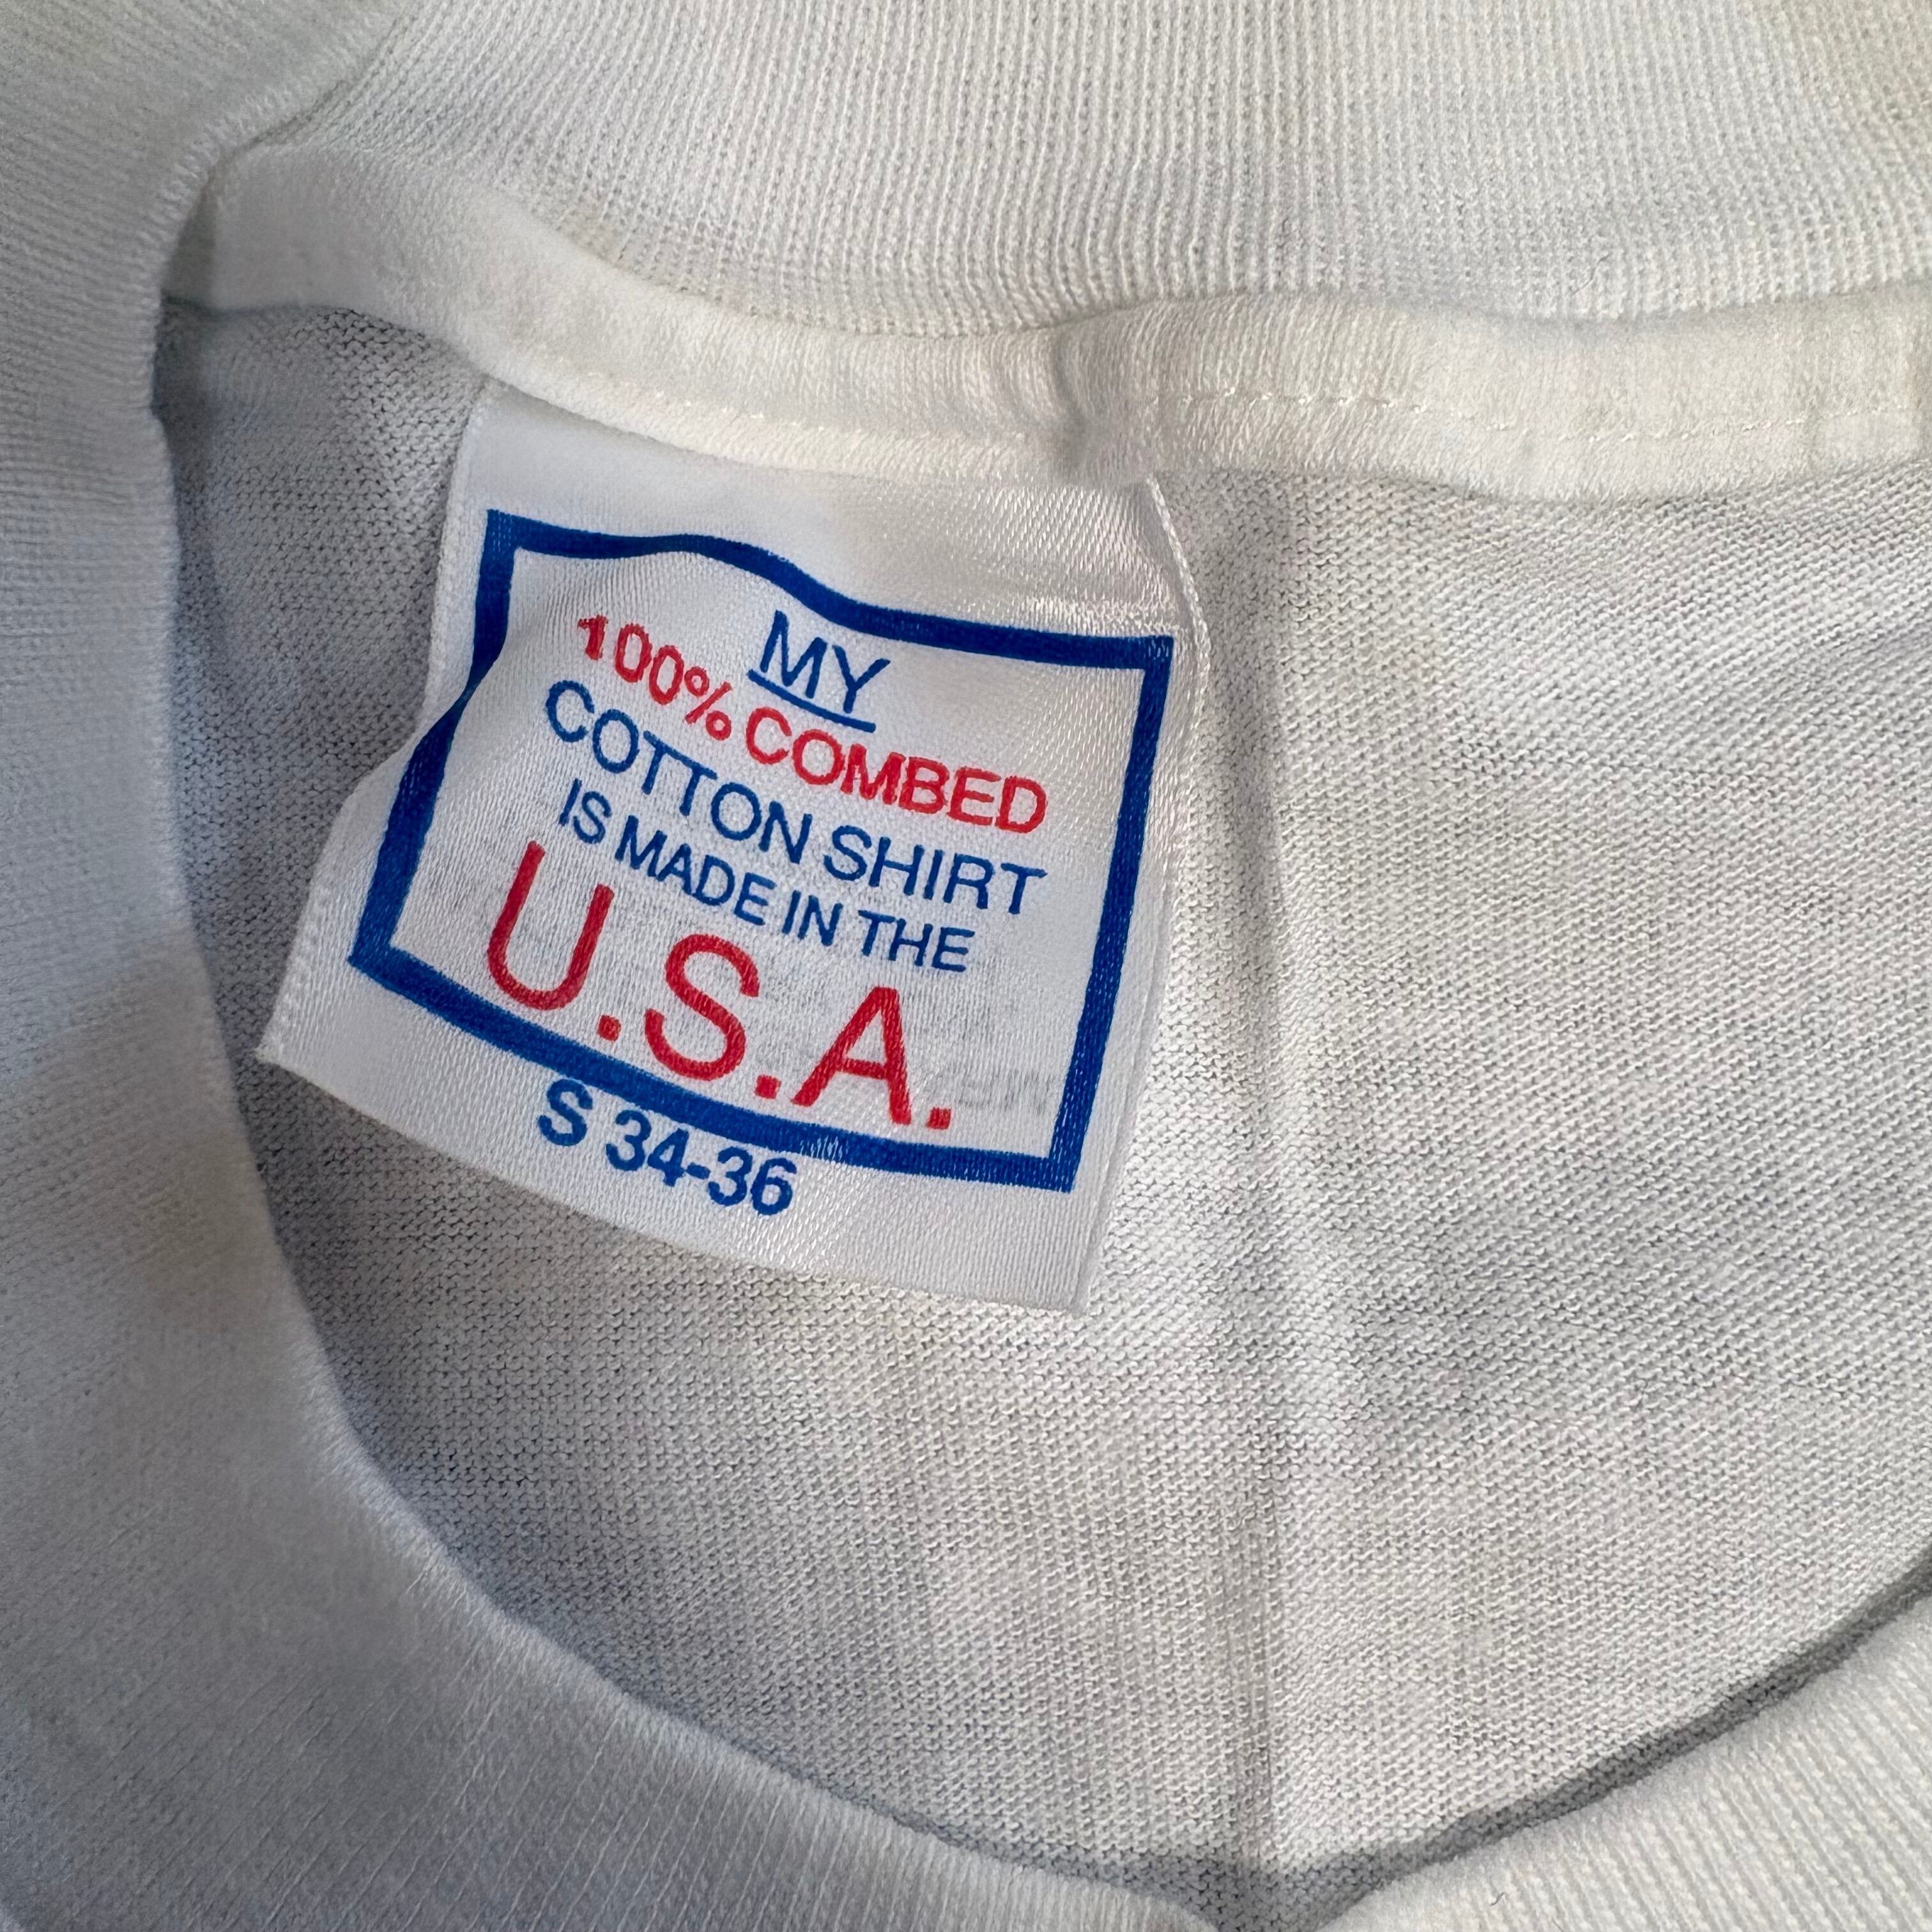 MY
100% COMBED
COTTON SHIRT
IS MADE IN THE
U.S.A.
S 34-36